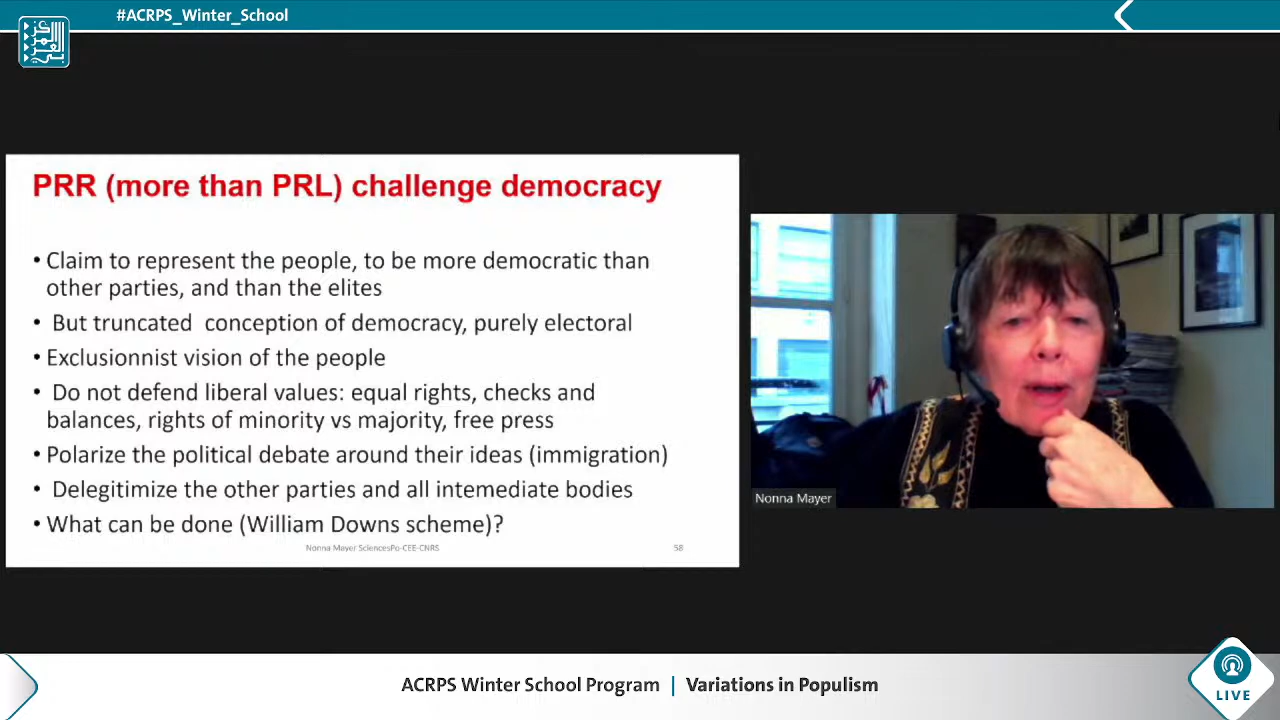 #ACRPS_Winter_School
PRR (more than PRL) challenge democracy
• Claim to represent the people, to be more democratic than
other parties, and than the elites
• But truncated conception of democracy, purely electoral
• Exclusionnist vision of the people
• Do not defend liberal values: equal rights, checks and
balances, rights of minority vs majority, free press
• Polarize the political debate around their ideas (immigration)
• Delegitimize the other parties and all intemediate bodies
• What can be done (William Downs scheme)?
Nonna Mayer SciencesPo-CEE-CNRS 58
Nonna Mayer
ACRPS Winter School Program | Variations in Populism
LIVE